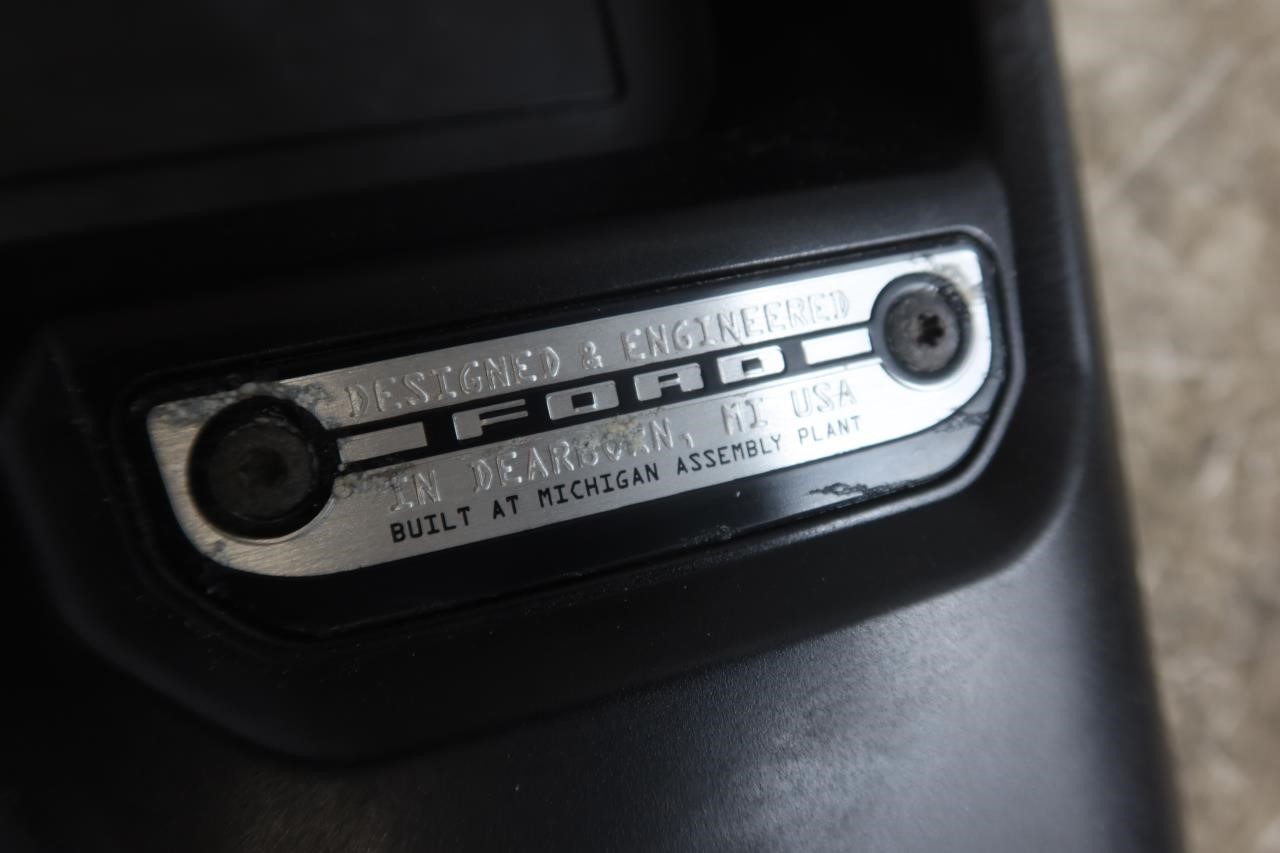 DESIGNED & ENGINEERED
FORD
IN DEARBORN, MI USA
BUILT AT MICHIGAN ASSEMBLY PLANT